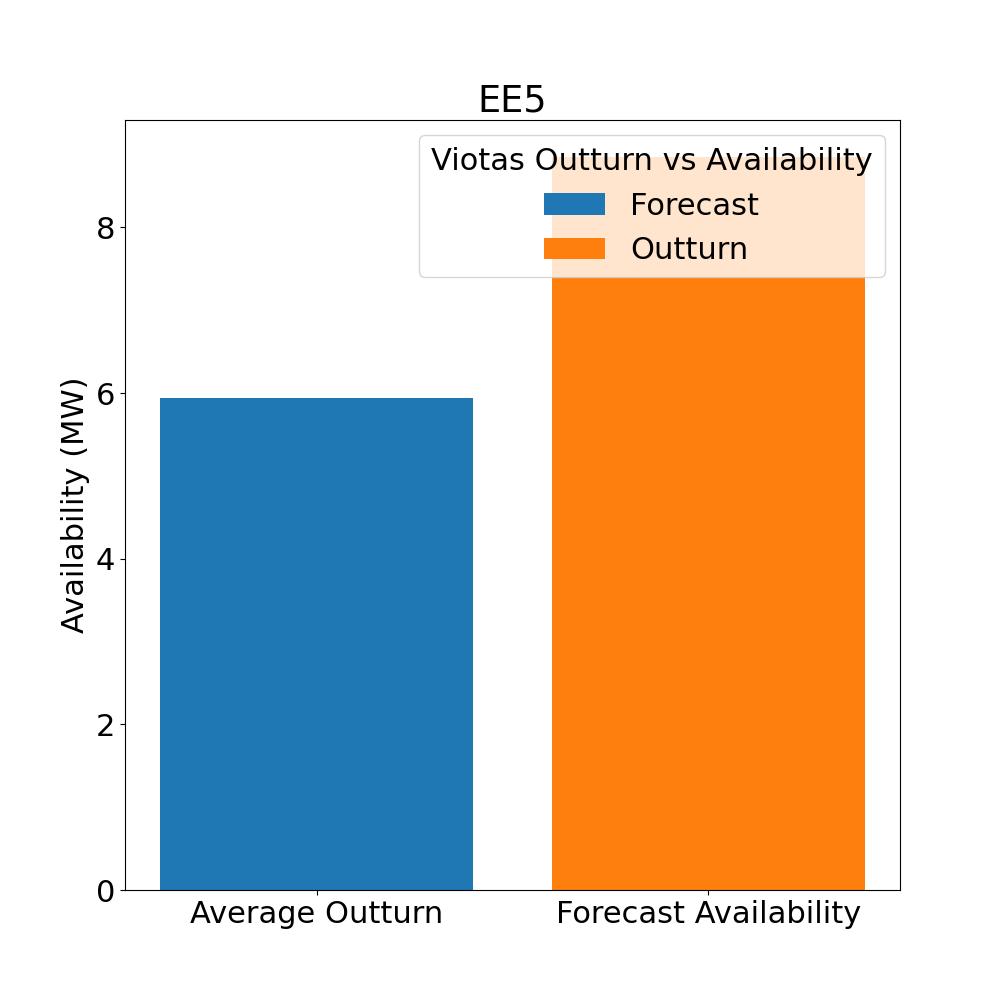 EE5
Viotas Outturn vs Availability
Forecast
Outturn
Availability (MW)
8
6
4
2
0
Average Outturn
Forecast Availability